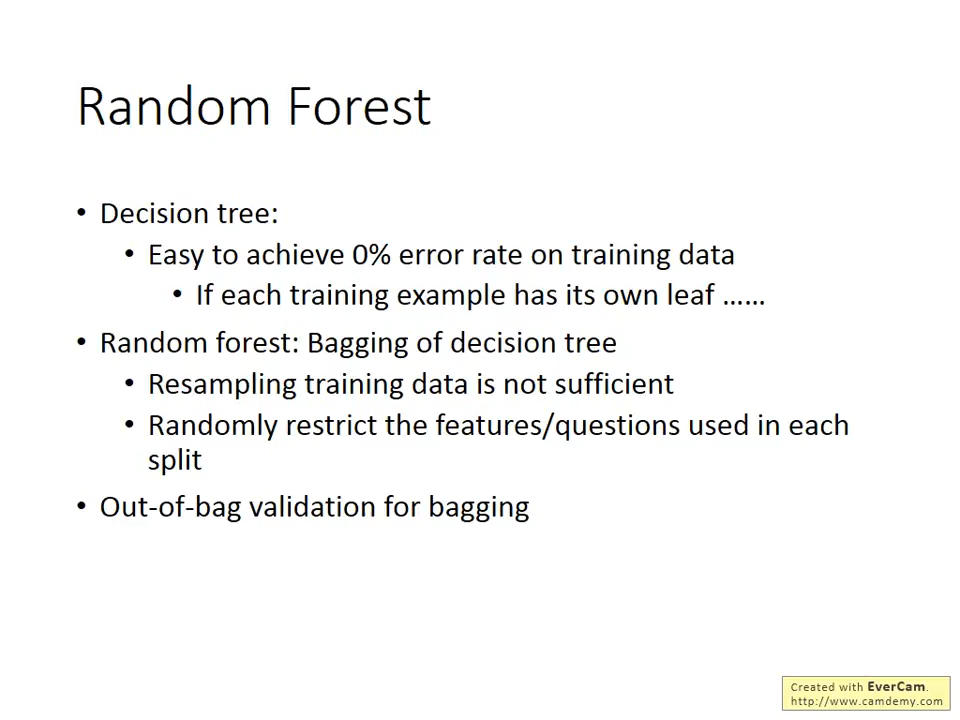 Random Forest
• Decision tree:
• Easy to achieve 0% error rate on training data
• If each training example has its own leaf ……
• Random forest: Bagging of decision tree
• Resampling training data is not sufficient
• Randomly restrict the features/questions used in each
split
• Out-of-bag validation for bagging
Created with EverCam.
http://www.camdemy.com